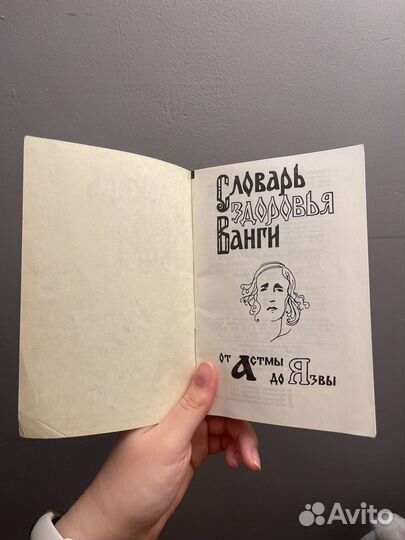 Словарь
здоровья
Ванги
от Астмы
до Язвы
Avito